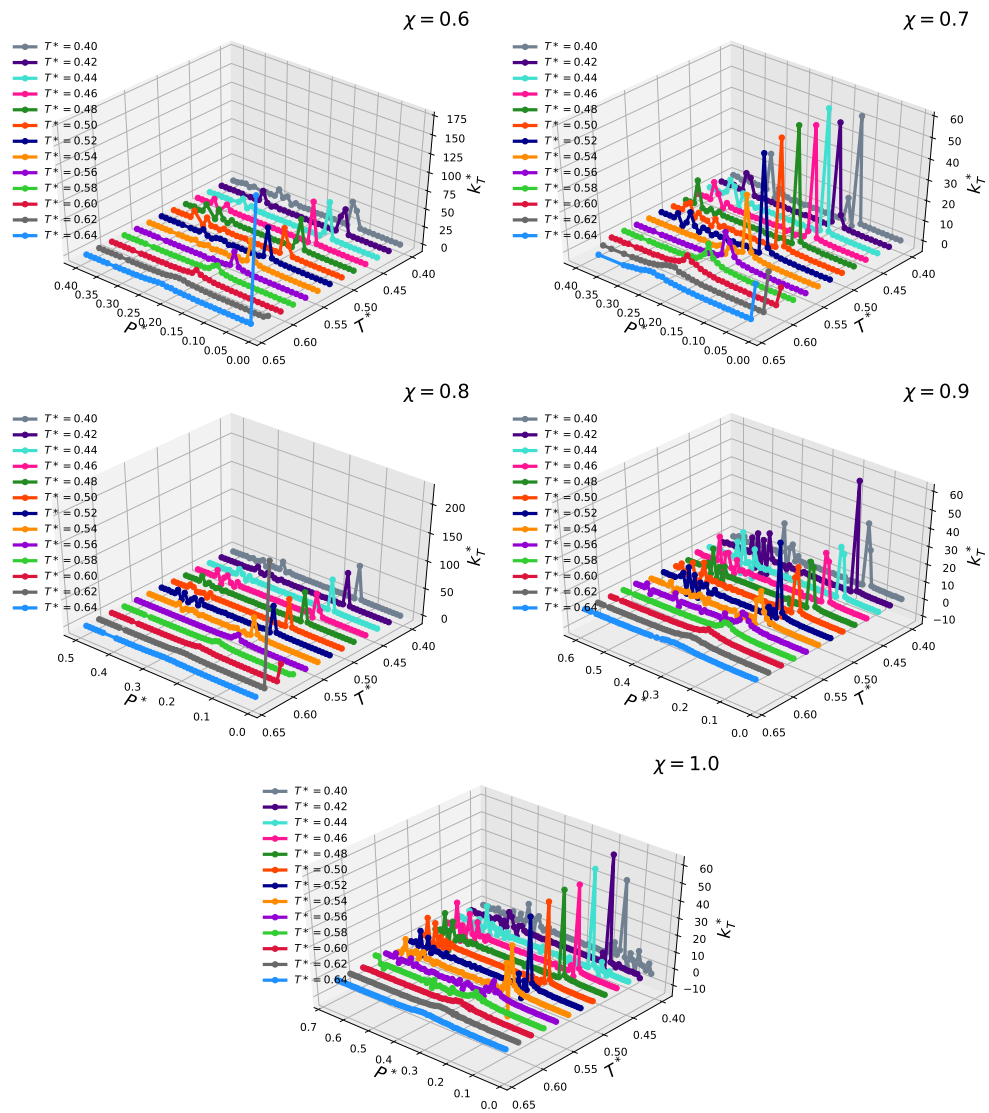 χ = 0.6
T* = 0.40
T* = 0.42
T* = 0.44
T* = 0.46
T* = 0.48
T* = 0.50
T* = 0.52
T* = 0.54
T* = 0.56
T* = 0.58
T* = 0.60
T* = 0.62
T* = 0.64
175
150
125
100
75
50
25
0
k*T
0.40
0.35
0.30
0.25
0.20
0.15
0.10
0.05
0.00
P*
0.40
0.45
0.50
0.55
0.60
0.65
T*
χ = 0.7
T* = 0.40
T* = 0.42
T* = 0.44
T* = 0.46
T* = 0.48
T* = 0.50
T* = 0.52
T* = 0.54
T* = 0.56
T* = 0.58
T* = 0.60
T* = 0.62
T* = 0.64
60
50
40
30
20
10
0
k*T
0.40
0.35
0.30
0.25
0.20
0.15
0.10
0.05
0.00
P*
0.40
0.45
0.50
0.55
0.60
0.65
T*
χ = 0.8
T* = 0.40
T* = 0.42
T* = 0.44
T* = 0.46
T* = 0.48
T* = 0.50
T* = 0.52
T* = 0.54
T* = 0.56
T* = 0.58
T* = 0.60
T* = 0.62
T* = 0.64
200
150
100
50
0
k*T
0.5
0.4
0.3
0.2
0.1
0.0
P*
0.40
0.45
0.50
0.55
0.60
0.65
T*
χ = 0.9
T* = 0.40
T* = 0.42
T* = 0.44
T* = 0.46
T* = 0.48
T* = 0.50
T* = 0.52
T* = 0.54
T* = 0.56
T* = 0.58
T* = 0.60
T* = 0.62
T* = 0.64
60
50
40
30
20
10
0
−10
k*T
0.6
0.5
0.4
0.3
0.2
0.1
0.0
P*
0.40
0.45
0.50
0.55
0.60
0.65
T*
χ = 1.0
T* = 0.40
T* = 0.42
T* = 0.44
T* = 0.46
T* = 0.48
T* = 0.50
T* = 0.52
T* = 0.54
T* = 0.56
T* = 0.58
T* = 0.60
T* = 0.62
T* = 0.64
60
50
40
30
20
10
0
−10
k*T
0.7
0.6
0.5
0.4
0.3
0.2
0.1
0.0
P*
0.40
0.45
0.50
0.55
0.60
0.65
T*